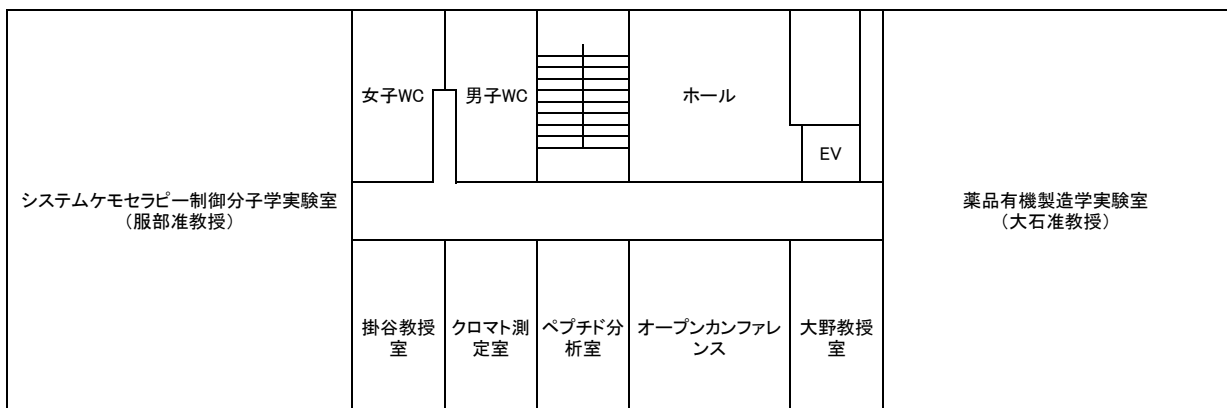 女子WC
男子WC
ホール
EV
システムケモセラピー制御分子学実験室
（服部准教授）
薬品有機製造学実験室
（大石准教授）
掛谷教授
室
クロマト測
定室
ペプチド分
析室
オープンカンファレ
ンス
大野教授
室